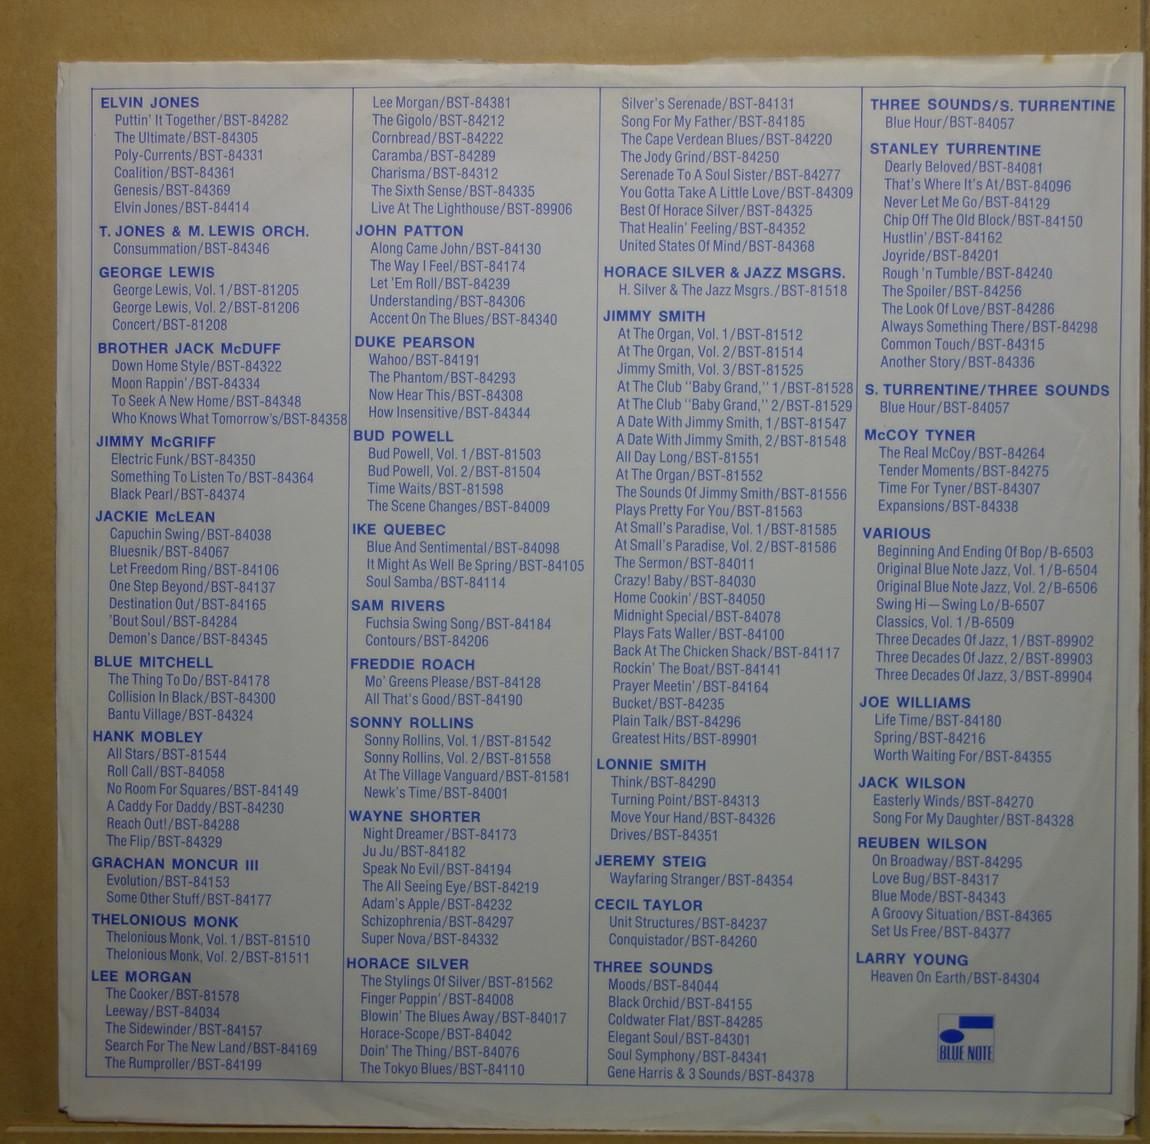 ELVIN JONES
Puttin' It Together/BST-84282
The Ultimate/BST-84305
Poly-Currents/BST-84331
Coalition/BST-84361
Genesis/BST-84369
Elvin Jones/BST-84414
T. JONES & M. LEWIS ORCH.
Consummation/BST-84346
GEORGE LEWIS
George Lewis, Vol. 1/BST-81205
George Lewis, Vol. 2/BST-81206
Concert/BST-81208
BROTHER JACK McDUFF
Down Home Style/BST-84322
Moon Rappin'/BST-84334
To Seek A New Home/BST-84348
Who Knows What Tomorrow's/BST-84358
JIMMY McGRIFF
Electric Funk/BST-84350
Something To Listen To/BST-84364
Black Pearl/BST-84374
JACKIE McLEAN
Capuchin Swing/BST-84038
Bluesnik/BST-84067
Let Freedom Ring/BST-84106
One Step Beyond/BST-84137
Destination Out/BST-84165
'Bout Soul/BST-84284
Demon's Dance/BST-84345
BLUE MITCHELL
The Thing To Do/BST-84178
Collision In Black/BST-84300
Bantu Village/BST-84324
HANK MOBLEY
All Stars/BST-81544
Roll Call/BST-84058
No Room For Squares/BST-84149
A Caddy For Daddy/BST-84230
Reach Out!/BST-84288
The Flip/BST-84329
GRACHAN MONCUR III
Evolution/BST-84153
Some Other Stuff/BST-84177
THELONIOUS MONK
Thelonious Monk, Vol. 1/BST-81510
Thelonious Monk, Vol. 2/BST-81511
LEE MORGAN
The Cooker/BST-81578
Leeway/BST-84034
The Sidewinder/BST-84157
Search For The New Land/BST-84169
The Rumproller/BST-84199
Lee Morgan/BST-84381
The Gigolo/BST-84212
Cornbread/BST-84222
Caramba/BST-84289
Charisma/BST-84312
The Sixth Sense/BST-84335
Live At The Lighthouse/BST-89906
JOHN PATTON
Along Came John/BST-84130
The Way I Feel/BST-84174
Let 'Em Roll/BST-84239
Understanding/BST-84306
Accent On The Blues/BST-84340
DUKE PEARSON
Wahoo/BST-84191
The Phantom/BST-84293
Now Hear This/BST-84308
How Insensitive/BST-84344
BUD POWELL
Bud Powell, Vol. 1/BST-81503
Bud Powell, Vol. 2/BST-81504
Time Waits/BST-81598
The Scene Changes/BST-84009
IKE QUEBEC
Blue And Sentimental/BST-84098
It Might As Well Be Spring/BST-84105
Soul Samba/BST-84114
SAM RIVERS
Fuchsia Swing Song/BST-84184
Contours/BST-84206
FREDDIE ROACH
Mo' Greens Please/BST-84128
All That's Good/BST-84190
SONNY ROLLINS
Sonny Rollins, Vol. 1/BST-81542
Sonny Rollins, Vol. 2/BST-81558
At The Village Vanguard/BST-81581
Newk's Time/BST-84001
WAYNE SHORTER
Night Dreamer/BST-84173
Ju Ju/BST-84182
Speak No Evil/BST-84194
The All Seeing Eye/BST-84219
Adam's Apple/BST-84232
Schizophrenia/BST-84297
Super Nova/BST-84332
HORACE SILVER
The Stylings Of Silver/BST-81562
Finger Poppin'/BST-84008
Blowin' The Blues Away/BST-84017
Horace-Scope/BST-84042
Doin' The Thing/BST-84076
The Tokyo Blues/BST-84110
Silver's Serenade/BST-84131
Song For My Father/BST-84185
The Cape Verdean Blues/BST-84220
The Jody Grind/BST-84250
Serenade To A Soul Sister/BST-84277
You Gotta Take A Little Love/BST-84309
Best Of Horace Silver/BST-84325
That Healin' Feeling/BST-84352
United States Of Mind/BST-84368
HORACE SILVER & JAZZ MSGRS.
H. Silver & The Jazz Msgrs./BST-81518
JIMMY SMITH
At The Organ, Vol. 1/BST-81512
At The Organ, Vol. 2/BST-81514
Jimmy Smith, Vol. 3/BST-81525
At The Club "Baby Grand," 1/BST-81528
At The Club "Baby Grand," 2/BST-81529
A Date With Jimmy Smith, 1/BST-81547
A Date With Jimmy Smith, 2/BST-81548
All Day Long/BST-81551
At The Organ/BST-81552
The Sounds Of Jimmy Smith/BST-81556
Plays Pretty For You/BST-81563
At Small's Paradise, Vol. 1/BST-81585
At Small's Paradise, Vol. 2/BST-81586
The Sermon/BST-84011
Crazy! Baby/BST-84030
Home Cookin'/BST-84050
Midnight Special/BST-84078
Plays Fats Waller/BST-84100
Back At The Chicken Shack/BST-84117
Rockin' The Boat/BST-84141
Prayer Meetin'/BST-84164
Bucket/BST-84235
Plain Talk/BST-84296
Greatest Hits/BST-89901
LONNIE SMITH
Think/BST-84290
Turning Point/BST-84313
Move Your Hand/BST-84326
Drives/BST-84351
JEREMY STEIG
Wayfaring Stranger/BST-84354
CECIL TAYLOR
Unit Structures/BST-84237
Conquistador/BST-84260
THREE SOUNDS
Moods/BST-84044
Black Orchid/BST-84155
Coldwater Flat/BST-84285
Elegant Soul/BST-84301
Soul Symphony/BST-84341
Gene Harris & 3 Sounds/BST-84378
THREE SOUNDS/S. TURRENTINE
Blue Hour/BST-84057
STANLEY TURRENTINE
Dearly Beloved/BST-84081
That's Where It's At/BST-84096
Never Let Me Go/BST-84129
Chip Off The Old Block/BST-84150
Hustlin'/BST-84162
Joyride/BST-84201
Rough 'n Tumble/BST-84240
The Spoiler/BST-84256
The Look Of Love/BST-84286
Always Something There/BST-84298
Common Touch/BST-84315
Another Story/BST-84336
S. TURRENTINE/THREE SOUNDS
Blue Hour/BST-84057
McCOY TYNER
The Real McCoy/BST-84264
Tender Moments/BST-84275
Time For Tyner/BST-84307
Expansions/BST-84338
VARIOUS
Beginning And Ending Of Bop/B-6503
Original Blue Note Jazz, Vol. 1/B-6504
Original Blue Note Jazz, Vol. 2/B-6506
Swing Hi—Swing Lo/B-6507
Classics, Vol. 1/B-6509
Three Decades Of Jazz, 1/BST-89902
Three Decades Of Jazz, 2/BST-89903
Three Decades Of Jazz, 3/BST-89904
JOE WILLIAMS
Life Time/BST-84180
Spring/BST-84216
Worth Waiting For/BST-84355
JACK WILSON
Easterly Winds/BST-84270
Song For My Daughter/BST-84328
REUBEN WILSON
On Broadway/BST-84295
Love Bug/BST-84317
Blue Mode/BST-84343
A Groovy Situation/BST-84365
Set Us Free/BST-84377
LARRY YOUNG
Heaven On Earth/BST-84304
BLUE NOTE